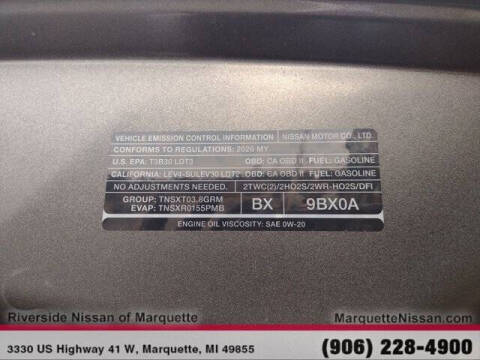 VEHICLE EMISSION CONTROL INFORMATION NISSAN MOTOR CO., LTD.
CONFORMS TO REGULATIONS: 2026 MY
U.S. EPA: T3B30 LDT3 OBD: CA OBD II FUEL: GASOLINE
CALIFORNIA: LEV4-SULEV30 LDT2 OBD: CA OBD II FUEL: GASOLINE
NO ADJUSTMENTS NEEDED. 2TWC(2)/2HO2S/2WR-HO2S/DFI
GROUP: TNSXT03.8GRM
EVAP: TNSXR0155PMB BX 9BX0A
ENGINE OIL VISCOSITY: SAE 0W-20
Riverside Nissan of Marquette MarquetteNissan.com
3330 US Highway 41 W, Marquette, MI 49855 (906) 228-4900